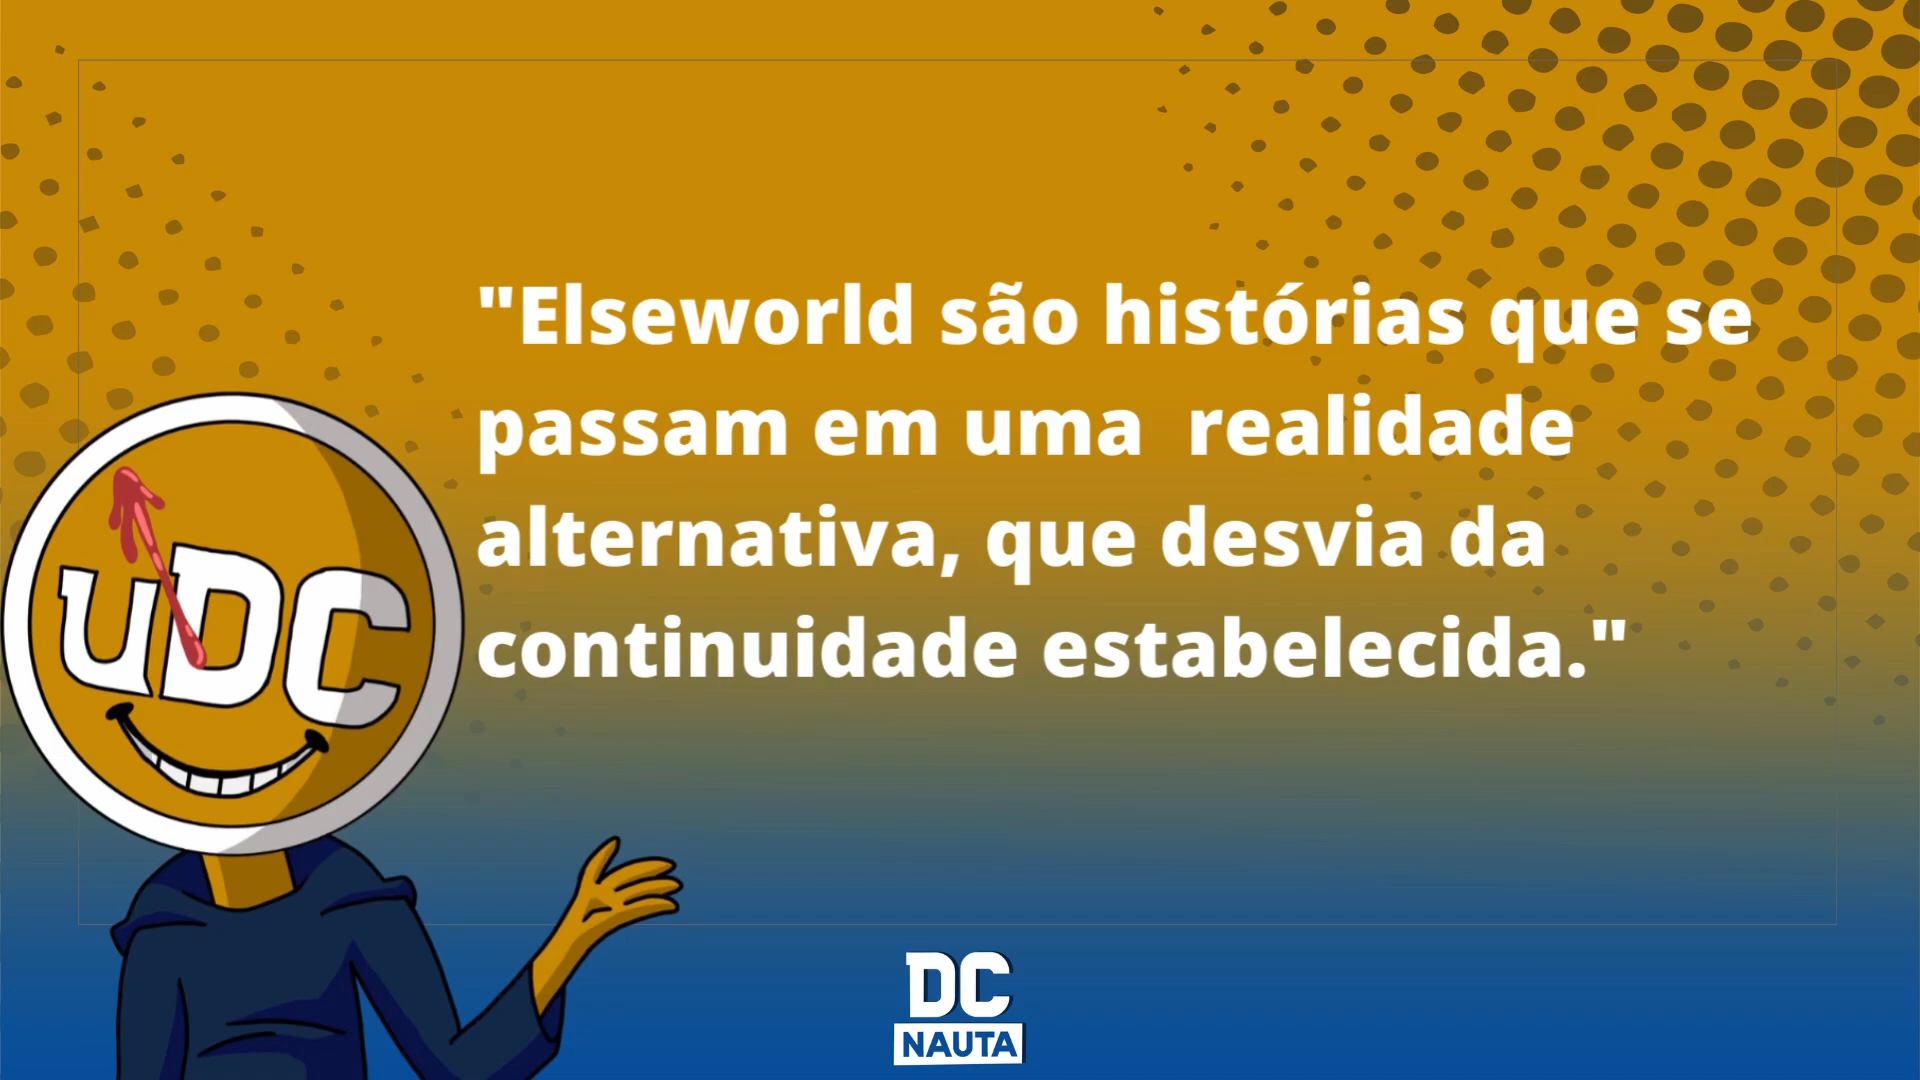 "Elseworld são histórias que se
passam em uma  realidade
alternativa, que desvia da
continuidade estabelecida."
uDC
DC
NAUTA